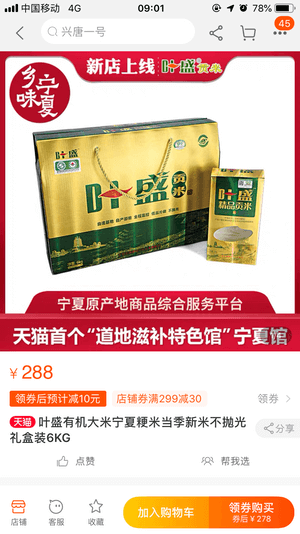 中国移动 4G 09:01 78%
兴唐一号
45
新店上线 叶盛贡米
乡味宁夏
叶盛贡米
叶盛
精品贡米
宁夏原产地商品综合服务平台
天猫首个“道地滋补特色馆”宁夏馆
￥288
领券后预计减10元 店铺券满299减30 领券
天猫 叶盛有机大米宁夏粳米当季新米不抛光
礼盒装6KG
分享
点赞 帮我选
店铺 客服 收藏 加入购物车 领券购买
券后￥278